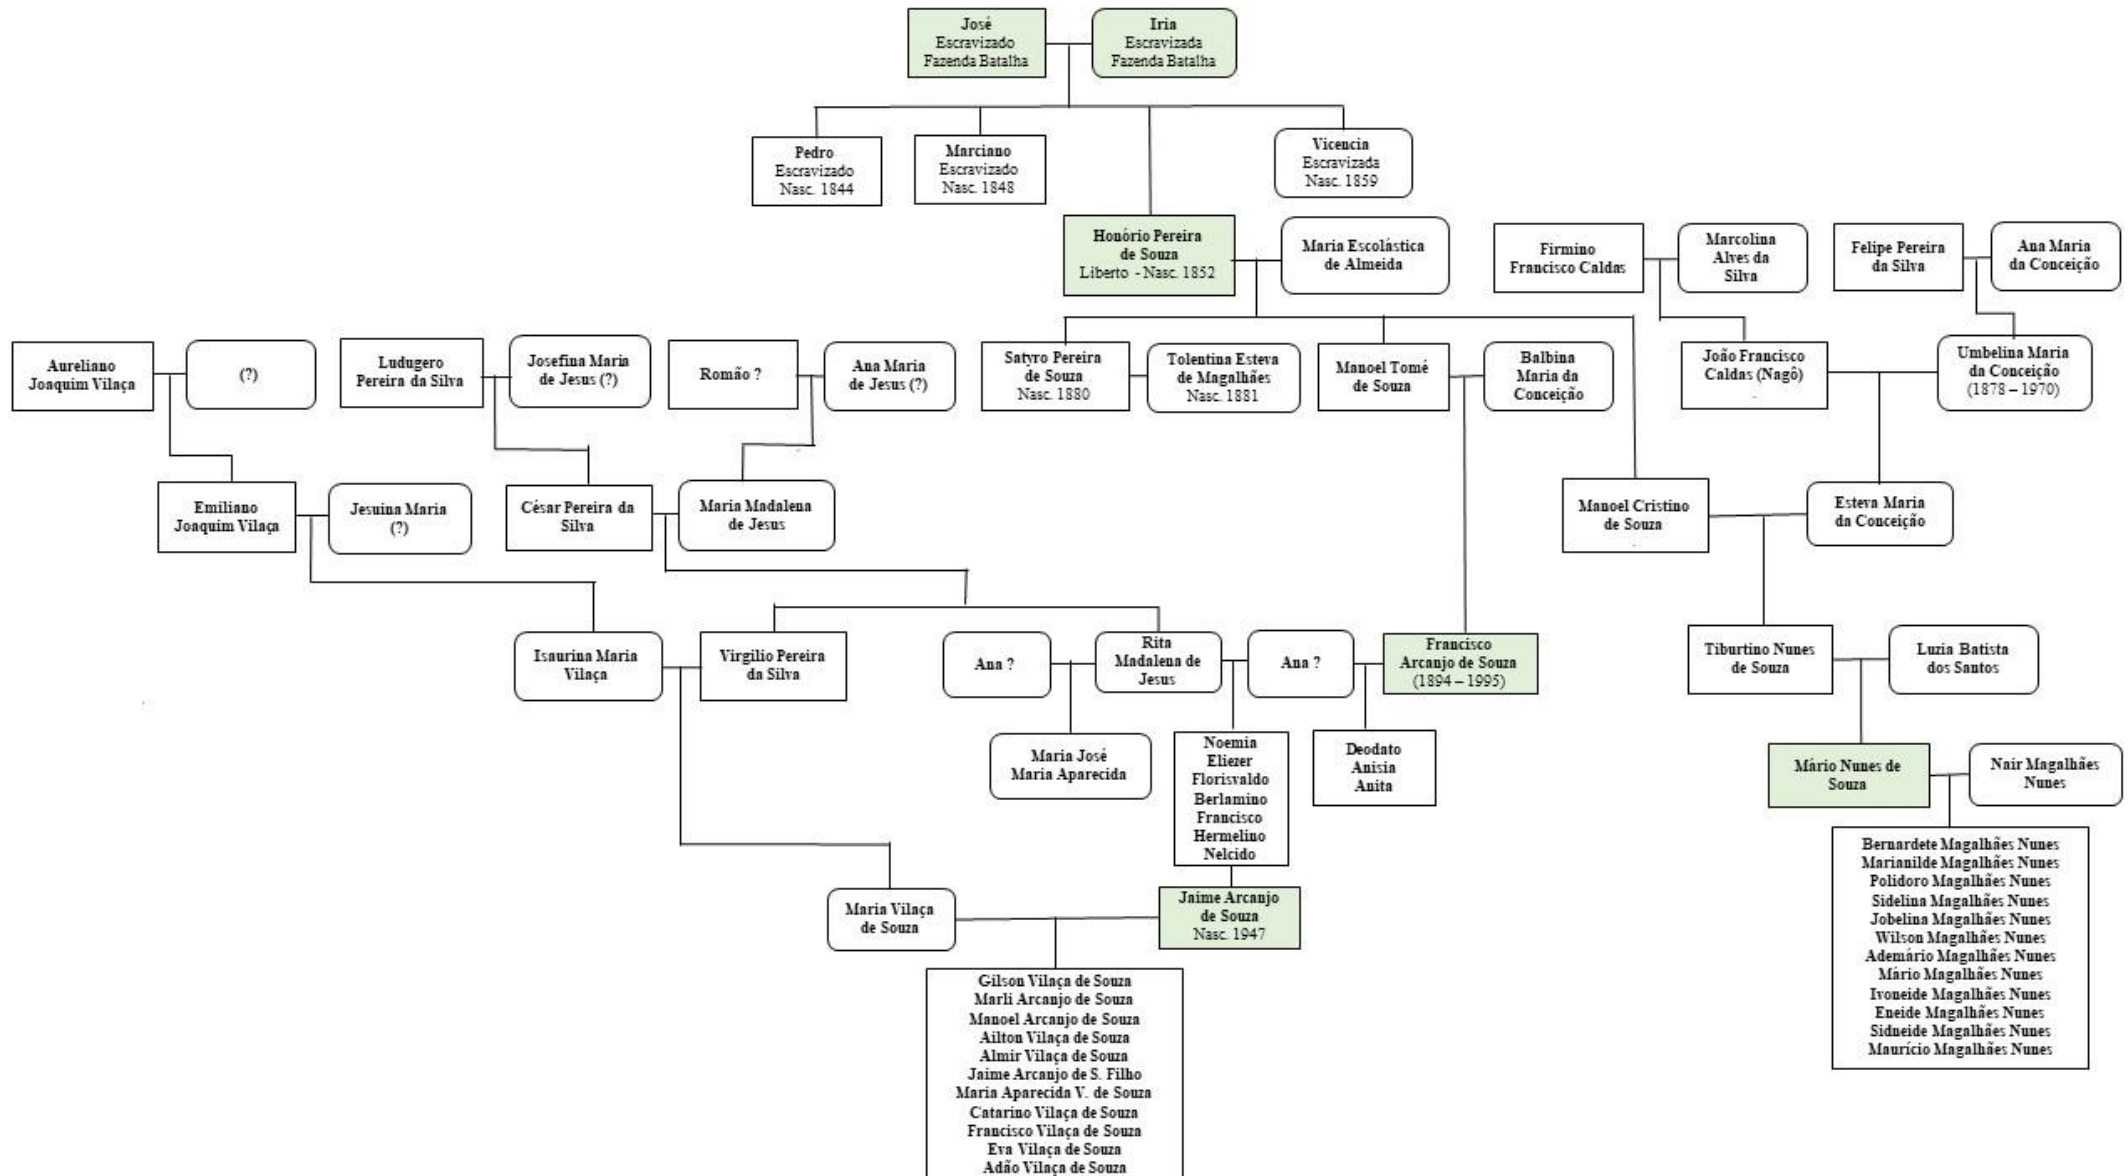 José
Escravizado
Fazenda Batalha
Iria
Escravizada
Fazenda Batalha
Pedro
Escravizado
Nasc. 1844
Marciano
Escravizado
Nasc. 1848
Vicencia
Escravizada
Nasc. 1859
Honório Pereira
de Souza
Liberto - Nasc. 1852
Maria Escolástica
de Almeida
Firmino
Francisco Caldas
Marcolina
Alves da
Silva
Felipe Pereira
da Silva
Ana Maria
da Conceição
Aureliano
Joaquim Vilaça
(?)
Ludugero
Pereira da Silva
Josefina Maria
de Jesus (?)
Romão ?
Ana Maria
de Jesus (?)
Satyro Pereira
de Souza
Nasc. 1880
Tolentina Esteva
de Magalhães
Nasc. 1881
Manoel Tomé
de Souza
Balbina
Maria da
Conceição
João Francisco
Caldas (Nagô)
Umbelina Maria
da Conceição
(1878 – 1970)
Emiliano
Joaquim Vilaça
Jesuina Maria
(?)
César Pereira da
Silva
Maria Madalena
de Jesus
Manoel Cristino
de Souza
Esteva Maria
da Conceição
Isaurina Maria
Vilaça
Virgilio Pereira
da Silva
Ana ?
Rita
Madalena de
Jesus
Ana ?
Francisco
Arcanjo de Souza
(1894 – 1995)
Tiburtino Nunes
de Souza
Luzia Batista
dos Santos
Maria José
Maria Aparecida
Noemia
Eliezer
Florisvaldo
Berlamino
Francisco
Hermelino
Nelcido
Deodato
Anisia
Anita
Mário Nunes de
Souza
Nair Magalhães
Nunes
Bernardete Magalhães Nunes
Marianilde Magalhães Nunes
Polidoro Magalhães Nunes
Sidelina Magalhães Nunes
Jobelina Magalhães Nunes
Wilson Magalhães Nunes
Ademário Magalhães Nunes
Mário Magalhães Nunes
Ivoneide Magalhães Nunes
Eneide Magalhães Nunes
Sidneide Magalhães Nunes
Maurício Magalhães Nunes
Maria Vilaça
de Souza
Jaime Arcanjo
de Souza
Nasc. 1947
Gilson Vilaça de Souza
Marli Arcanjo de Souza
Manoel Arcanjo de Souza
Ailton Vilaça de Souza
Almir Vilaça de Souza
Jaime Arcanjo de S. Filho
Maria Aparecida V. de Souza
Catarino Vilaça de Souza
Francisco Vilaça de Souza
Eva Vilaça de Souza
Adão Vilaça de Souza